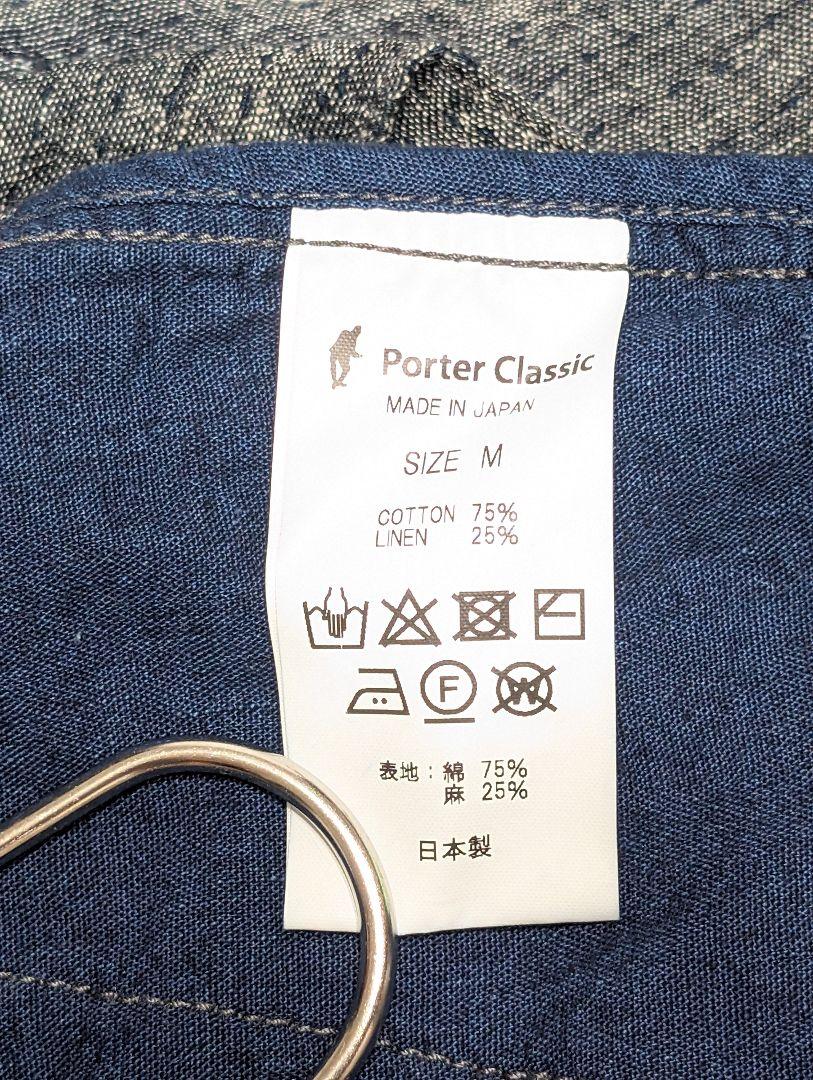 Porter Classic
MADE IN JAPAN
SIZE M
COTTON 75%
LINEN 25%
F
W
表地：綿 75%
麻 25%
日本製